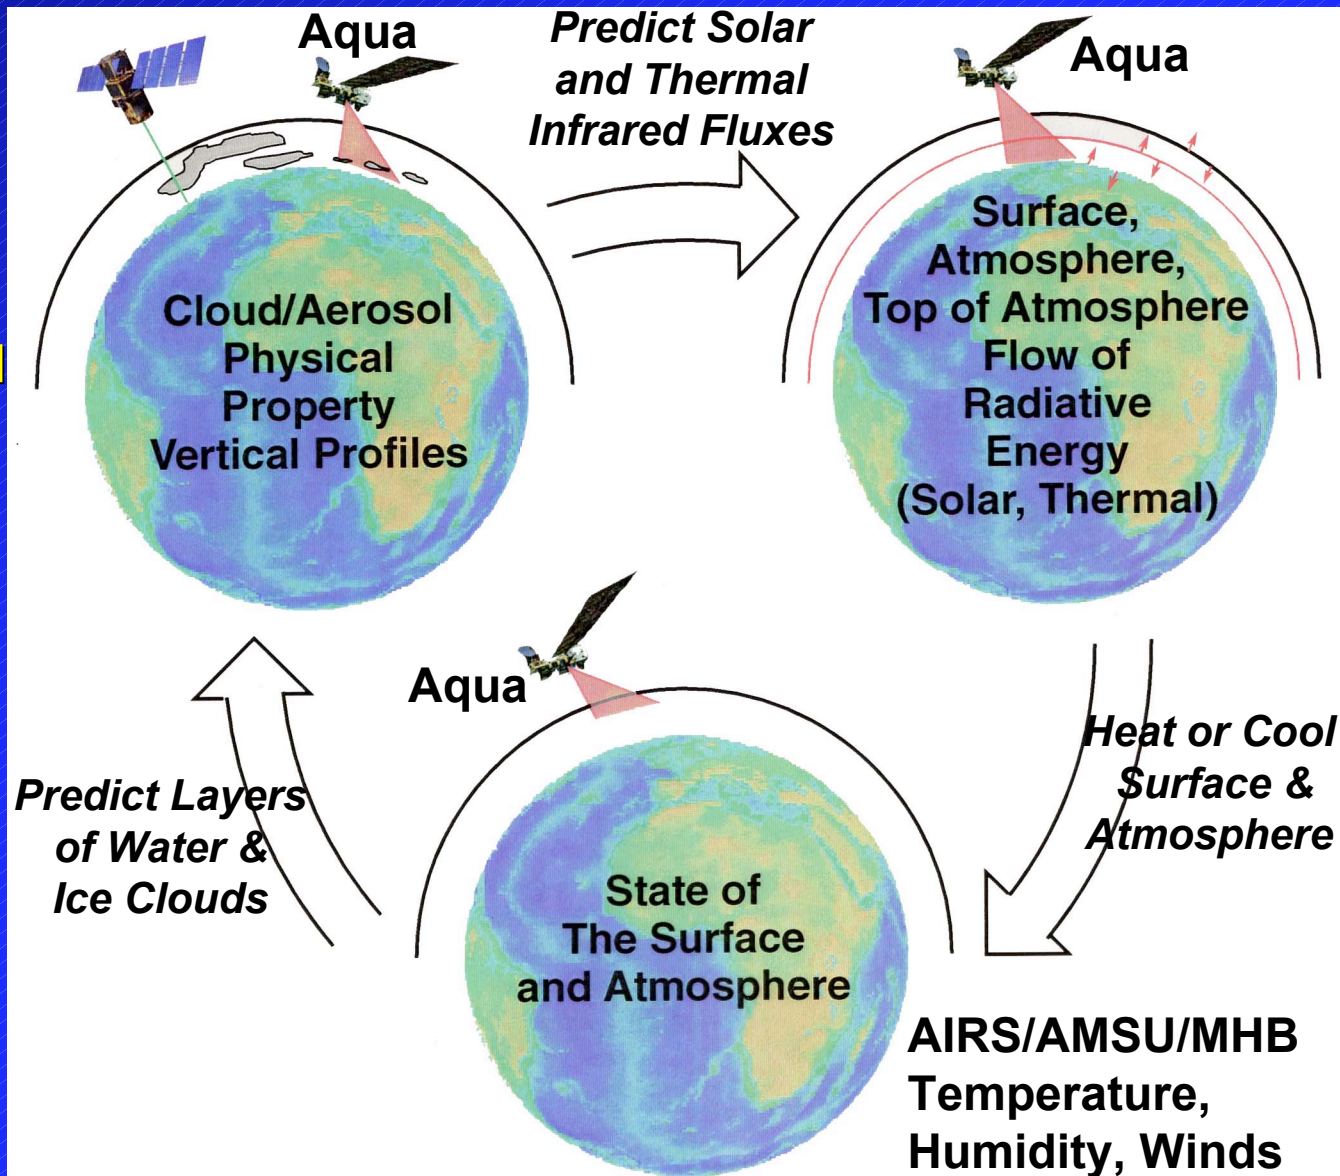 Aqua
Predict Solar
and Thermal
Infrared Fluxes
Aqua
Cloud/Aerosol
Physical
Property
Vertical Profiles
Surface,
Atmosphere,
Top of Atmosphere
Flow of
Radiative
Energy
(Solar, Thermal)
Aqua
Heat or Cool
Surface &
Atmosphere
Predict Layers
of Water &
Ice Clouds
State of
The Surface
and Atmosphere
AIRS/AMSU/MHB
Temperature,
Humidity, Winds